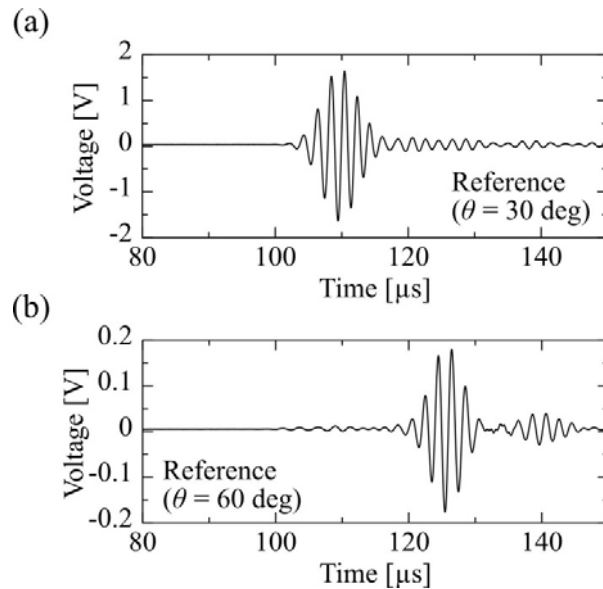 (a)
Voltage [V]
2
1
0
-1
-2
Reference
(θ = 30 deg)
80
100
120
140
Time [µs]
(b)
Voltage [V]
0.2
0.1
0
-0.1
-0.2
Reference
(θ = 60 deg)
80
100
120
140
Time [µs]